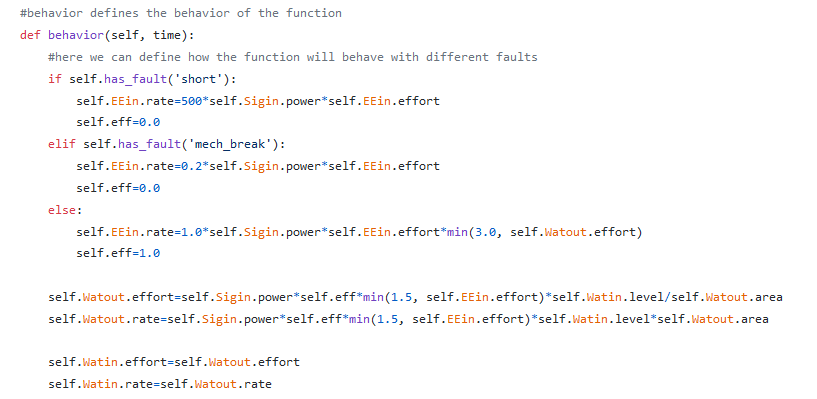 #behavior defines the behavior of the function
def behavior(self, time):
    #here we can define how the function will behave with different faults
    if self.has_fault('short'):
        self.EEin.rate=500*self.Sigin.power*self.EEin.effort
        self.eff=0.0
    elif self.has_fault('mech_break'):
        self.EEin.rate=0.2*self.Sigin.power*self.EEin.effort
        self.eff=0.0
    else:
        self.EEin.rate=1.0*self.Sigin.power*self.EEin.effort*min(3.0, self.Watout.effort)
        self.eff=1.0

    self.Watout.effort=self.Sigin.power*self.eff*min(1.5, self.EEin.effort)*self.Watin.level/self.Watout.area
    self.Watout.rate=self.Sigin.power*self.eff*min(1.5, self.EEin.effort)*self.Watin.level*self.Watout.area

    self.Watin.effort=self.Watout.effort
    self.Watin.rate=self.Watout.rate